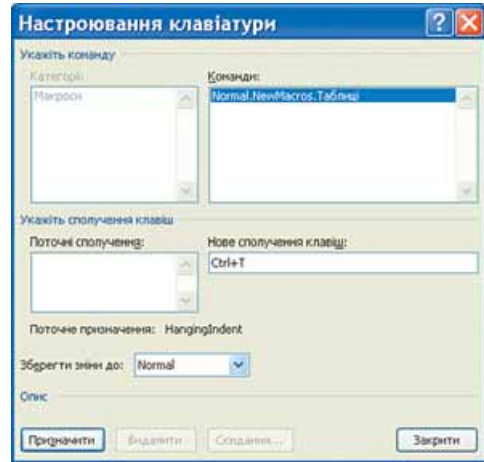 Настроювання клавіатури
Укажіть команду
Категорії:
Команди:
Макроси
Normal.NewMacros.Таблиці
Укажіть сполучення клавіш
Поточні сполучення:
Нове сполучення клавіш:
Ctrl+T
Поточне призначення: HangingIndent
Зберегти зміни до: Normal
Опис
Призначити
Видалити
Скидання...
Закрити